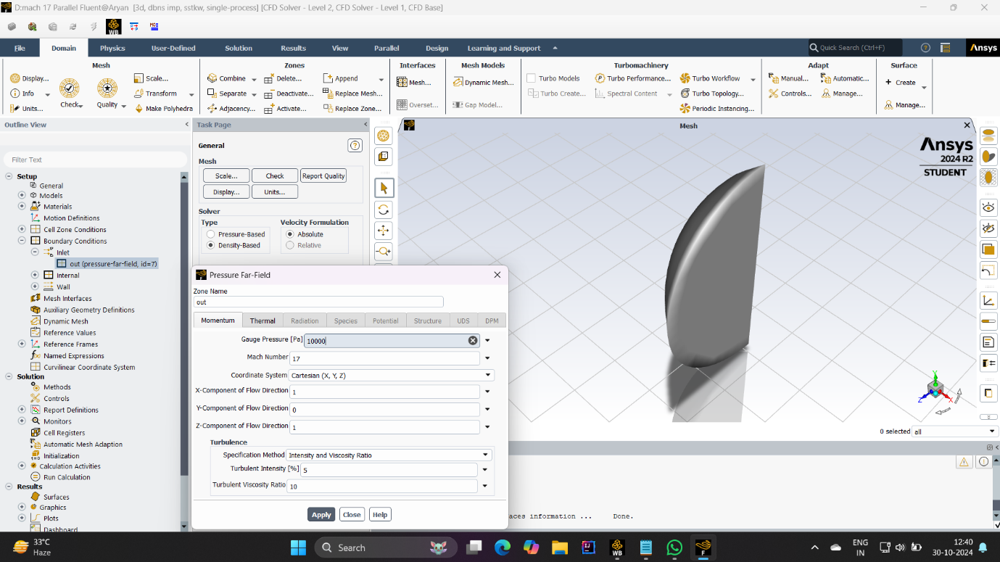 D:mach 17 Parallel Fluent@Aryan [3d, dbns imp, sstkw, single-process] [CFD Solver - Level 2, CFD Solver - Level 1, CFD Base]
WB
File Domain Physics User-Defined Solution Results View Parallel Design Learning and Support Quick Search (Ctrl+F) Ansys
Mesh Zones Interfaces Mesh Models Turbomachinery Adapt Surface
Display... Scale... Combine Delete... Append Mesh... Dynamic Mesh... Turbo Models Turbo Performance... Turbo Workflow Manual... Automatic... Create
Info Check Quality Transform Separate Deactivate... Replace Mesh... Turbo Create... Spectral Content Turbo Topology... Controls... Manage...
Units... Make Polyhedra Adjacency... Activate... Replace Zone... Overset... Gap Model... Periodic Instancing... Manage...
Outline View
Filter Text
Setup
General
Models
Materials
Motion Definitions
Cell Zone Conditions
Boundary Conditions
Inlet
out (pressure-far-field, id=7)
Internal
Wall
Mesh Interfaces
Auxiliary Geometry Definitions
Dynamic Mesh
Reference Values
Reference Frames
Named Expressions
Curvilinear Coordinate System
Solution
Methods
Controls
Report Definitions
Monitors
Cell Registers
Automatic Mesh Adaption
Initialization
Calculation Activities
Run Calculation
Results
Surfaces
Graphics
Plots
Dashboard
Task Page
General
Mesh
Scale... Check Report Quality
Display... Units...
Solver
Type Velocity Formulation
Pressure-Based Absolute
Density-Based Relative
Mesh
Ansys
2024 R2
STUDENT
Y
Z X
0 selected all
Pressure Far-Field
Zone Name
out
Momentum Thermal Radiation Species Potential Structure UDS DPM
Gauge Pressure [Pa] 10000
Mach Number 17
Coordinate System Cartesian (X, Y, Z)
X-Component of Flow Direction 1
Y-Component of Flow Direction 0
Z-Component of Flow Direction 1
Turbulence
Specification Method Intensity and Viscosity Ratio
Turbulent Intensity [%] 5
Turbulent Viscosity Ratio 10
Apply Close Help
aces information ... Done.
33°C
Haze
Search
WB
ENG
IN
12:40
30-10-2024